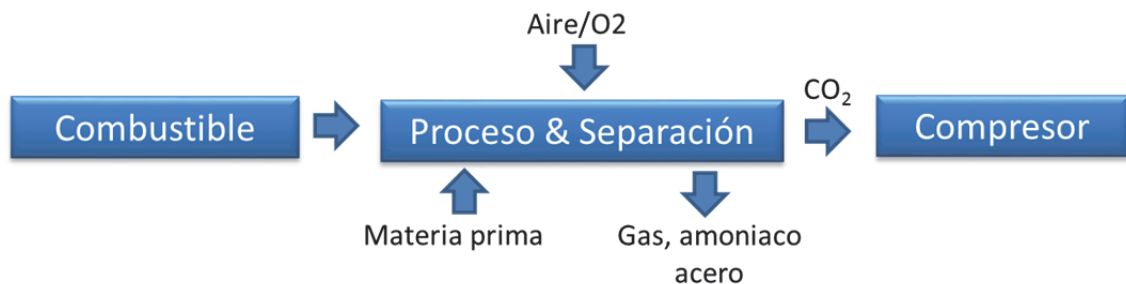 Aire/O2
Combustible
Proceso & Separación
CO₂
Compresor
Materia prima
Gas, amoniaco
acero